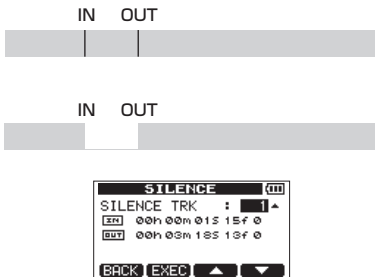 IN OUT
IN OUT
SILENCE
SILENCE TRK : 1
IN 00h 00m 01s 15f 0
OUT 00h 03m 18s 13f 0
BACK EXEC